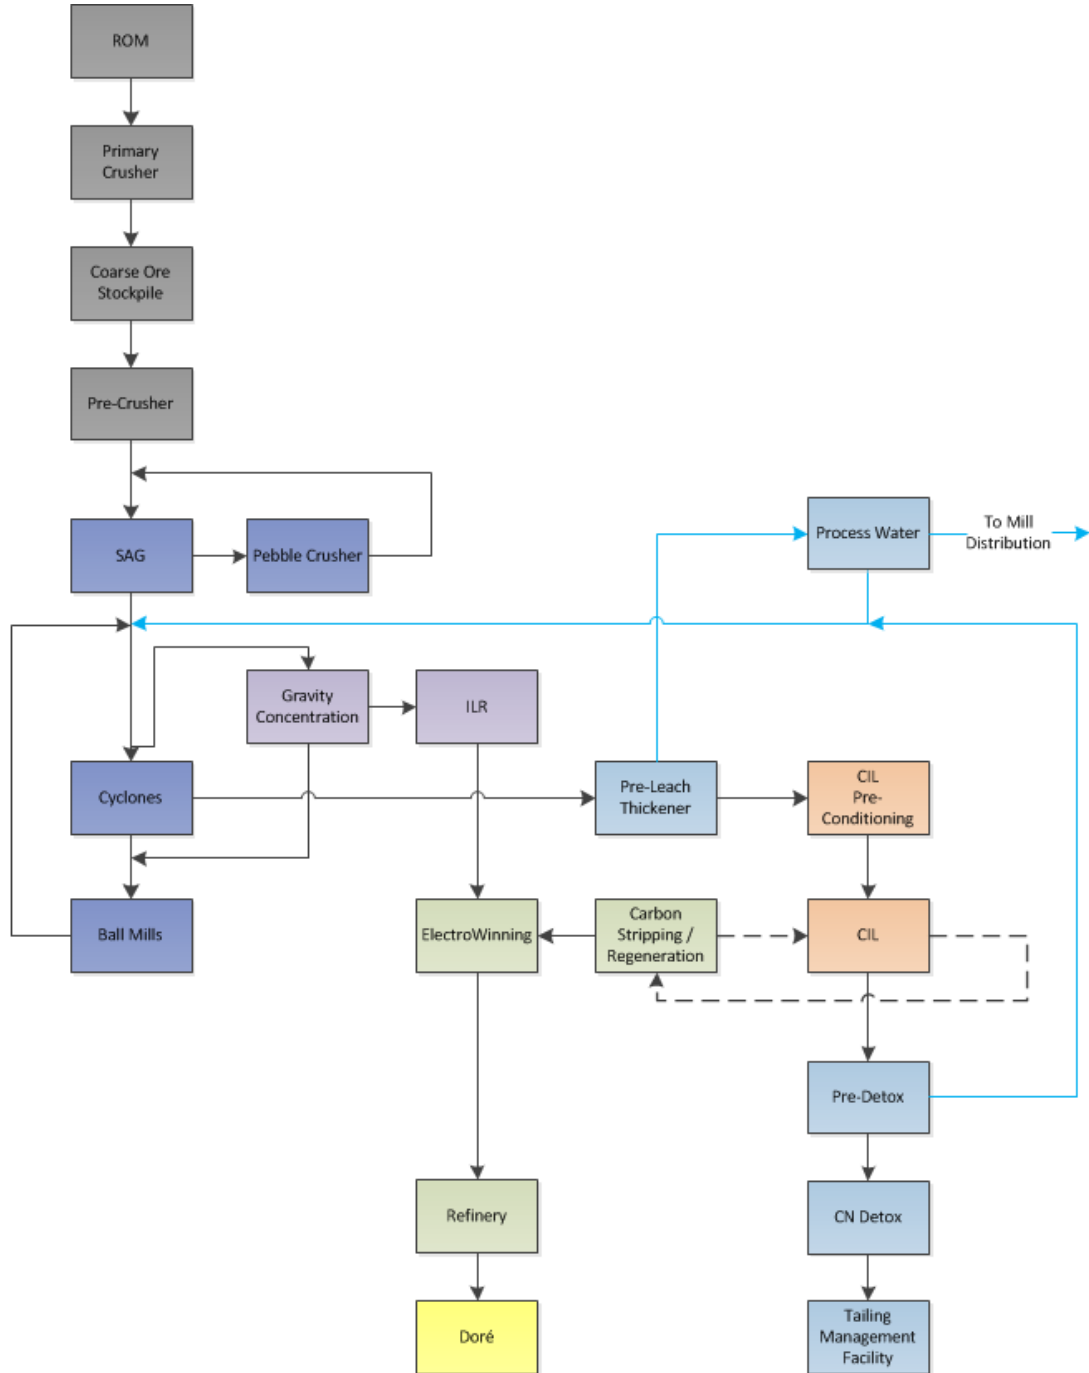 ROM
Primary
Crusher
Coarse Ore
Stockpile
Pre-Crusher
SAG
Pebble Crusher
Process Water
To Mill
Distribution
Gravity
Concentration
ILR
Cyclones
Pre-Leach
Thickener
CIL
Pre-
Conditioning
Ball Mills
ElectroWinning
Carbon
Stripping /
Regeneration
CIL
Pre-Detox
Refinery
CN Detox
Doré
Tailing
Management
Facility